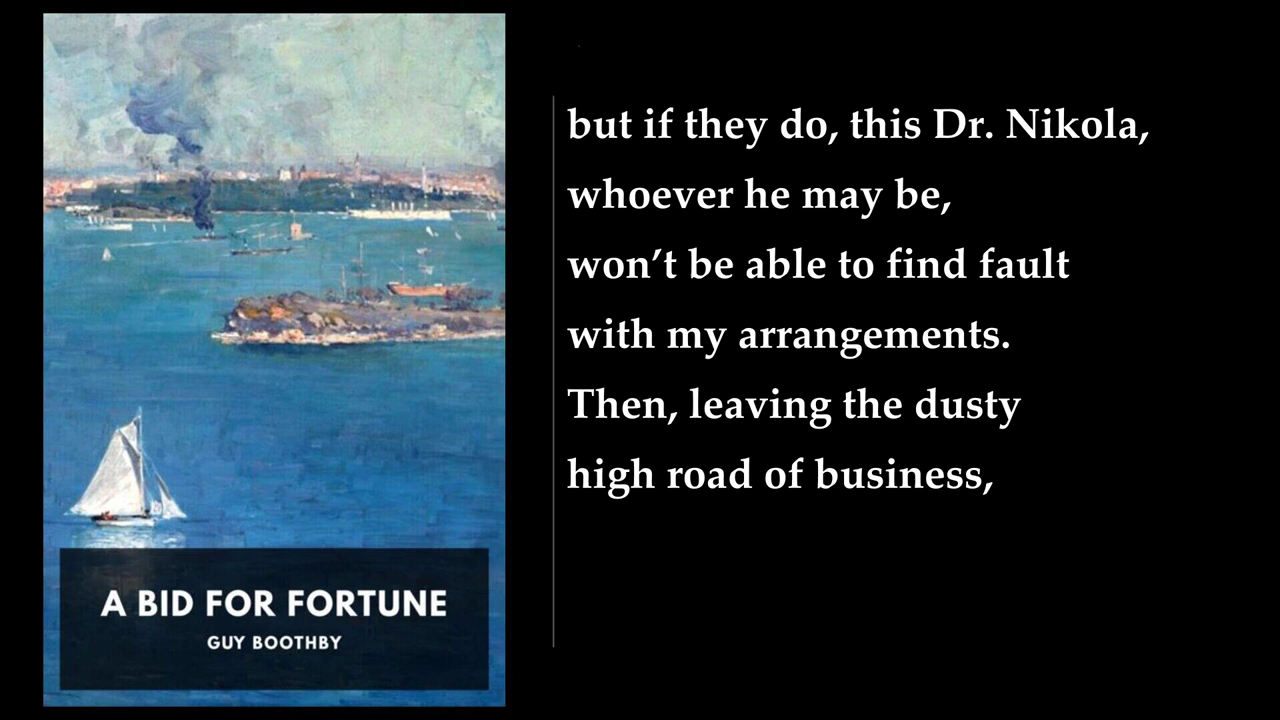 A BID FOR FORTUNE
GUY BOOTHBY
but if they do, this Dr. Nikola,
whoever he may be,
won’t be able to find fault
with my arrangements.
Then, leaving the dusty
high road of business,